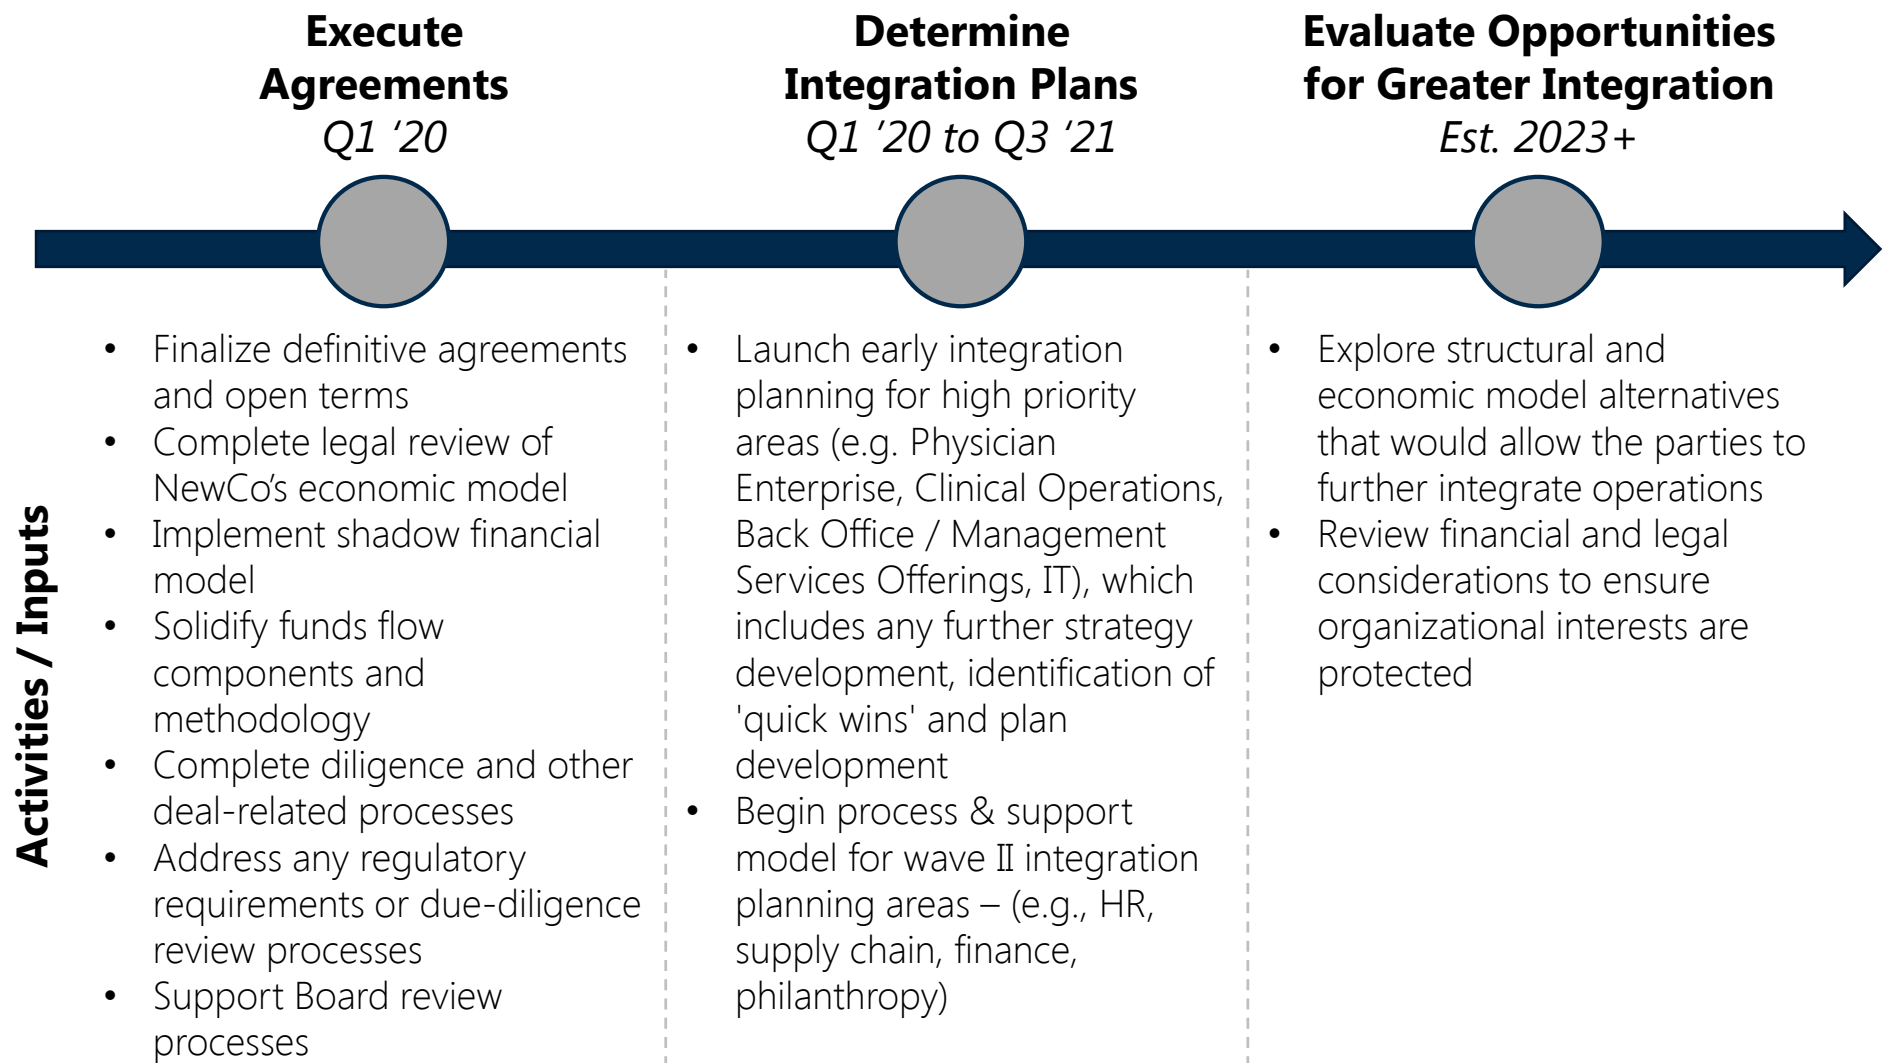 Execute
Agreements
Q1 ‘20
Determine
Integration Plans
Q1 ’20 to Q3 ‘21
Evaluate Opportunities
for Greater Integration
Est. 2023+
Activities / Inputs
• Finalize definitive agreements
and open terms
• Complete legal review of
NewCo’s economic model
• Implement shadow financial
model
• Solidify funds flow
components and
methodology
• Complete diligence and other
deal-related processes
• Address any regulatory
requirements or due-diligence
review processes
• Support Board review
processes
• Launch early integration
planning for high priority
areas (e.g. Physician
Enterprise, Clinical Operations,
Back Office / Management
Services Offerings, IT), which
includes any further strategy
development, identification of
'quick wins' and plan
development
• Begin process & support
model for wave II integration
planning areas – (e.g., HR,
supply chain, finance,
philanthropy)
• Explore structural and
economic model alternatives
that would allow the parties to
further integrate operations
• Review financial and legal
considerations to ensure
organizational interests are
protected